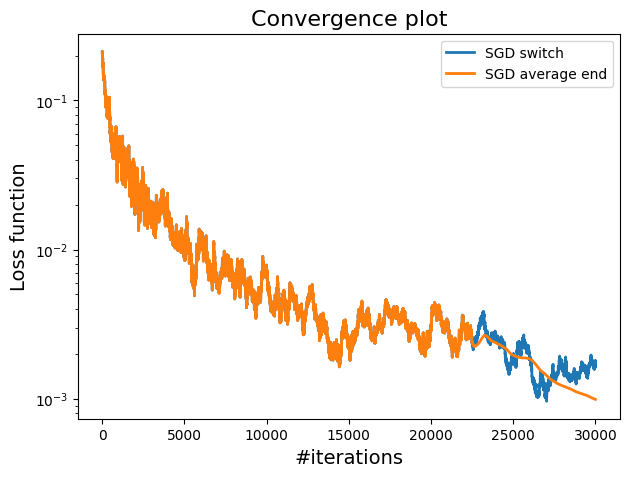 Convergence plot
SGD switch
SGD average end
Loss function
10⁻¹
10⁻²
10⁻³
0 5000 10000 15000 20000 25000 30000
#iterations